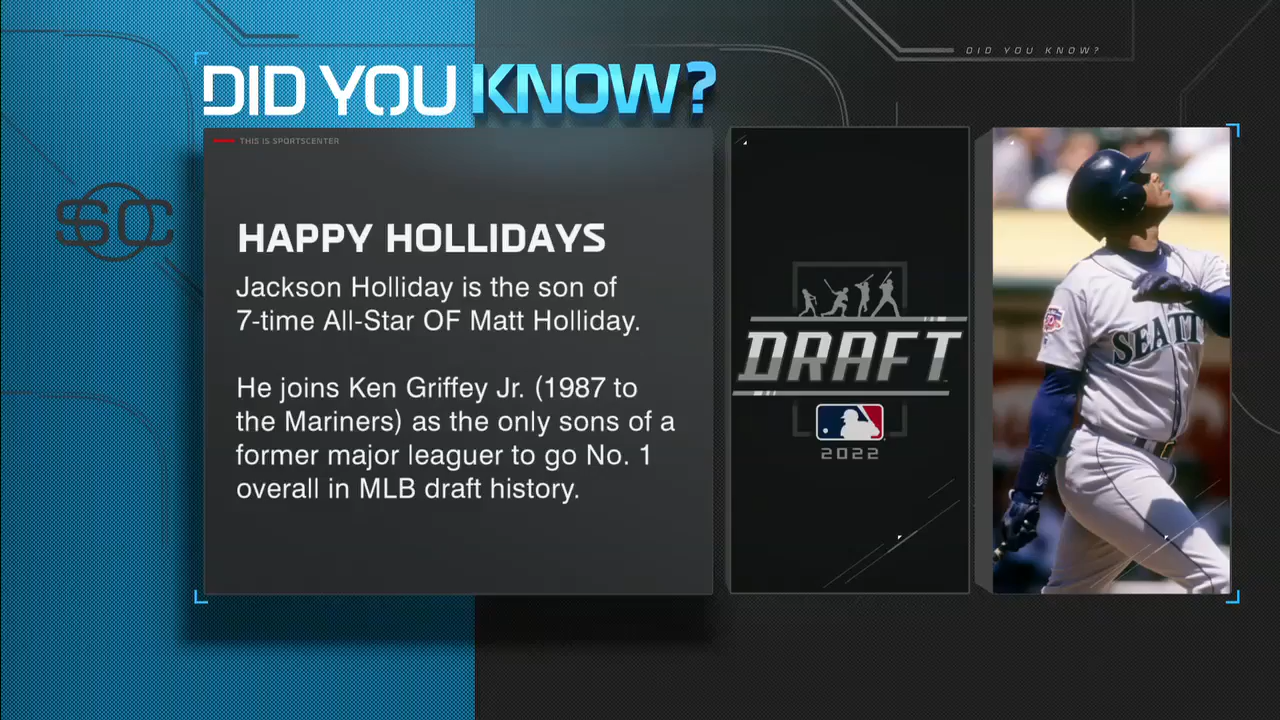 DID YOU KNOW?
DID YOU KNOW?
THIS IS SPORTSCENTER
SC
HAPPY HOLLIDAYS
Jackson Holliday is the son of
7-time All-Star OF Matt Holliday.
He joins Ken Griffey Jr. (1987 to
the Mariners) as the only sons of a
former major leaguer to go No. 1
overall in MLB draft history.
DRAFT
2022
SEATT